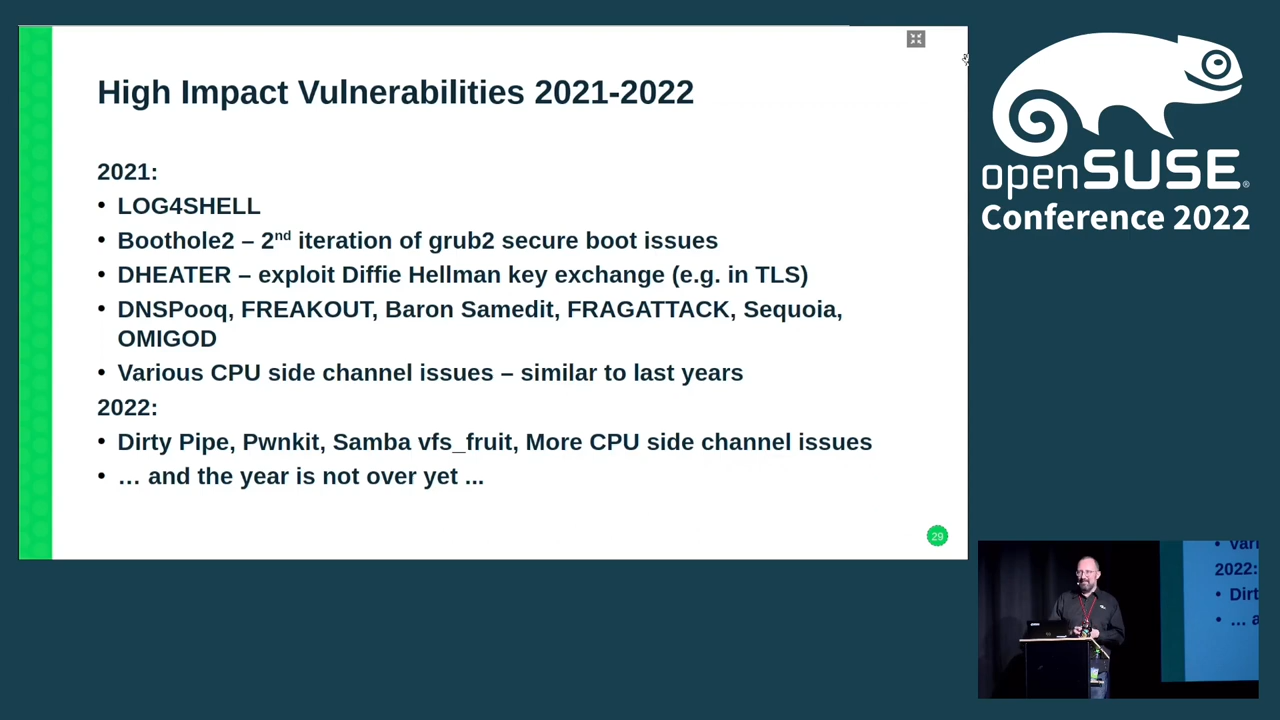 High Impact Vulnerabilities 2021-2022
2021:
• LOG4SHELL
• Boothole2 – 2nd iteration of grub2 secure boot issues
• DHEATER – exploit Diffie Hellman key exchange (e.g. in TLS)
• DNSPooq, FREAKOUT, Baron Samedit, FRAGATTACK, Sequoia,
OMIGOD
• Various CPU side channel issues – similar to last years
2022:
• Dirty Pipe, Pwnkit, Samba vfs_fruit, More CPU side channel issues
• … and the year is not over yet ...
29
openSUSE®
Conference 2022
• Vari
2022:
• Dirt
• … a